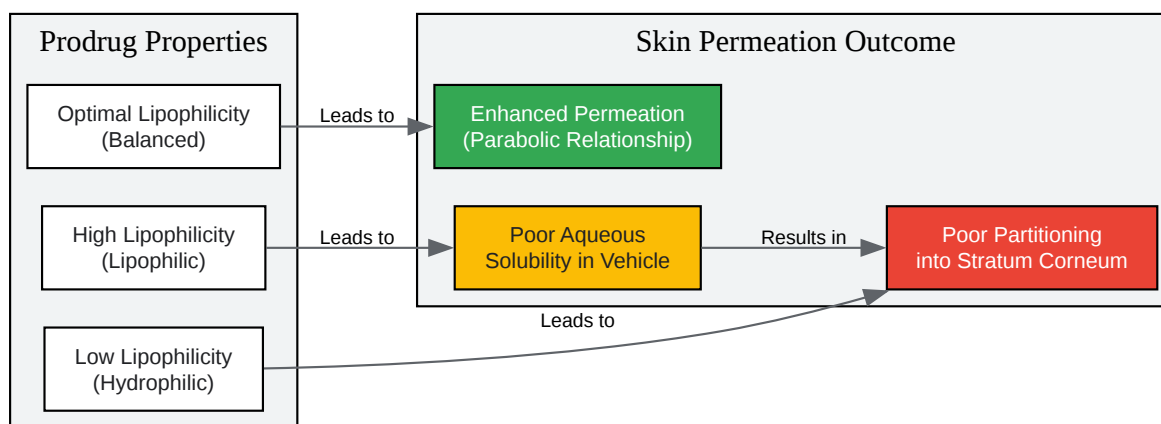 Prodrug Properties
Skin Permeation Outcome
Optimal Lipophilicity
(Balanced)
Leads to
Enhanced Permeation
(Parabolic Relationship)
High Lipophilicity
(Lipophilic)
Leads to
Poor Aqueous
Solubility in Vehicle
Results in
Poor Partitioning
into Stratum Corneum
Leads to
Low Lipophilicity
(Hydrophilic)